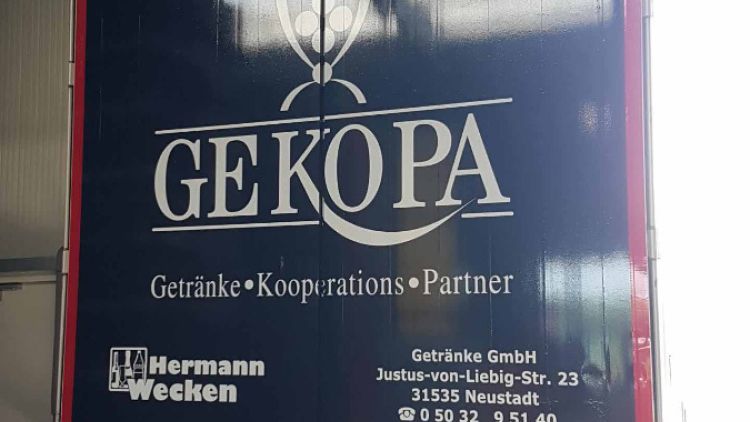 GEKOPA
Getränke•Kooperations•Partner
Hermann
Wecken
Getränke GmbH
Justus-von-Liebig-Str. 23
31535 Neustadt
☎ 0 50 32 9 51 40